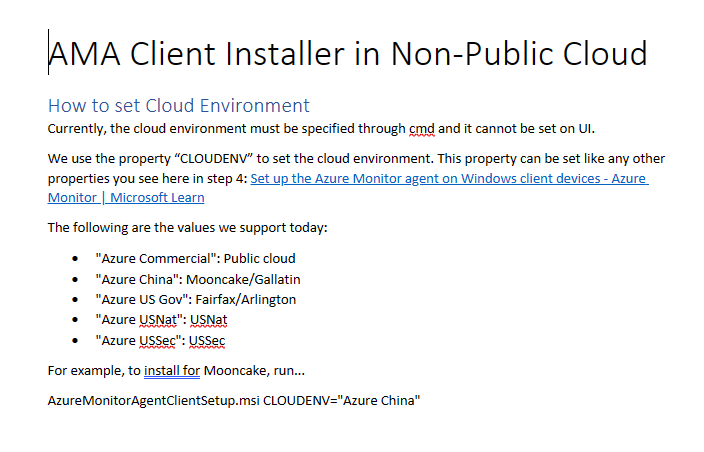 AMA Client Installer in Non-Public Cloud
How to set Cloud Environment
Currently, the cloud environment must be specified through cmd and it cannot be set on UI.
We use the property “CLOUDENV” to set the cloud environment. This property can be set like any other
properties you see here in step 4: Set up the Azure Monitor agent on Windows client devices - Azure
Monitor | Microsoft Learn
The following are the values we support today:
• "Azure Commercial": Public cloud
• "Azure China": Mooncake/Gallatin
• "Azure US Gov": Fairfax/Arlington
• "Azure USNat": USNat
• "Azure USSec": USSec
For example, to install for Mooncake, run...
AzureMonitorAgentClientSetup.msi CLOUDENV="Azure China"